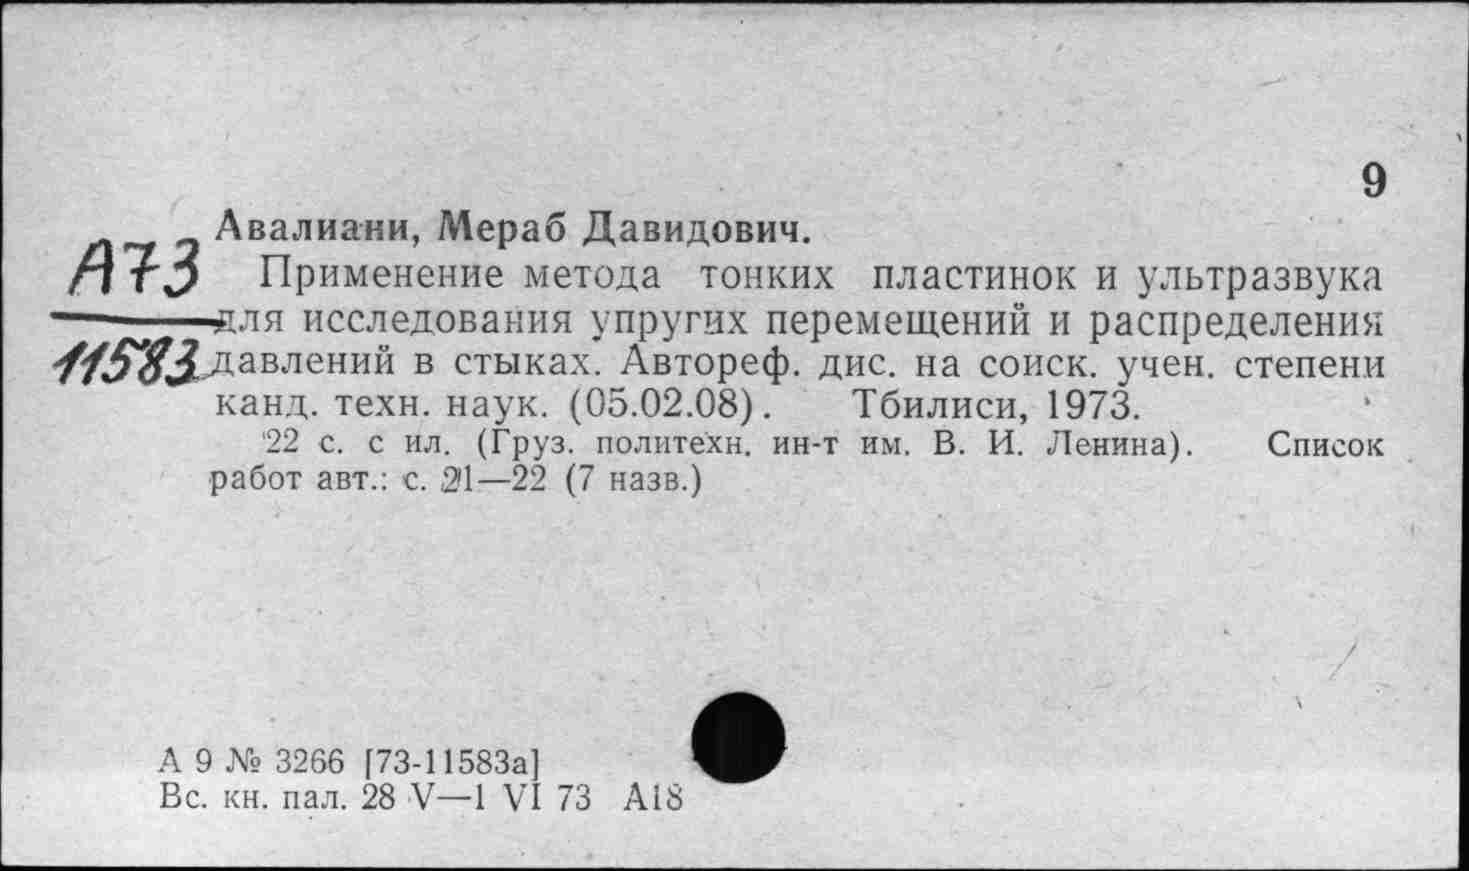 9
Авалиани, Мераб Давидович.
А73
Применение метода тонких пластинок и ультразвука
для исследования упругих перемещений и распределения
11583
давлений в стыках. Автореф. дис. на соиск. учен. степени
канд. техн. наук. (05.02.08). Тбилиси, 1973.
22 с. с ил. (Груз. политехн. ин-т им. В. И. Ленина). Список
работ авт.: с. 21—22 (7 назв.)
А 9 № 3266 [73-11583а]
Вс. кн. пал. 28 V—1 VI 73 А18